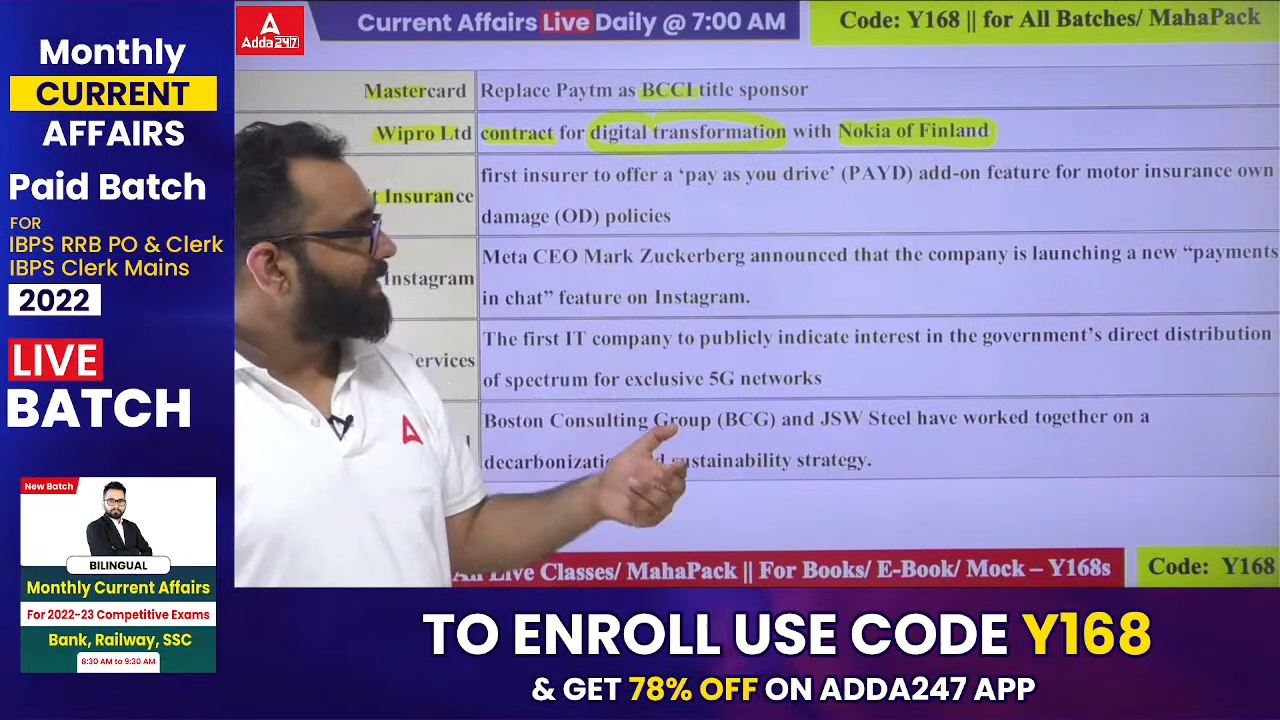 Monthly
CURRENT
AFFAIRS
Paid Batch
FOR
IBPS RRB PO & Clerk
IBPS Clerk Mains
2022
LIVE
BATCH
New Batch
BILINGUAL
Monthly Current Affairs
For 2022-23 Competitive Exams
Bank, Railway, SSC
8:30 AM to 9:30 AM
Adda247
Current Affairs Live Daily @ 7:00 AM
Code: Y168 || for All Batches/ MahaPack
Mastercard
Replace Paytm as BCCI title sponsor
Wipro Ltd
contract for digital transformation with Nokia of Finland
Insurance
first insurer to offer a ‘pay as you drive’ (PAYD) add-on feature for motor insurance own
damage (OD) policies
Instagram
Meta CEO Mark Zuckerberg announced that the company is launching a new “payments
in chat” feature on Instagram.
The first IT company to publicly indicate interest in the government’s direct distribution
of spectrum for exclusive 5G networks
Boston Consulting Group (BCG) and JSW Steel have worked together on a
sustainability strategy.
Live Classes/ MahaPack || For Books/ E-Book/ Mock – Y168s
Code: Y168
TO ENROLL USE CODE Y168
& GET 78% OFF ON ADDA247 APP